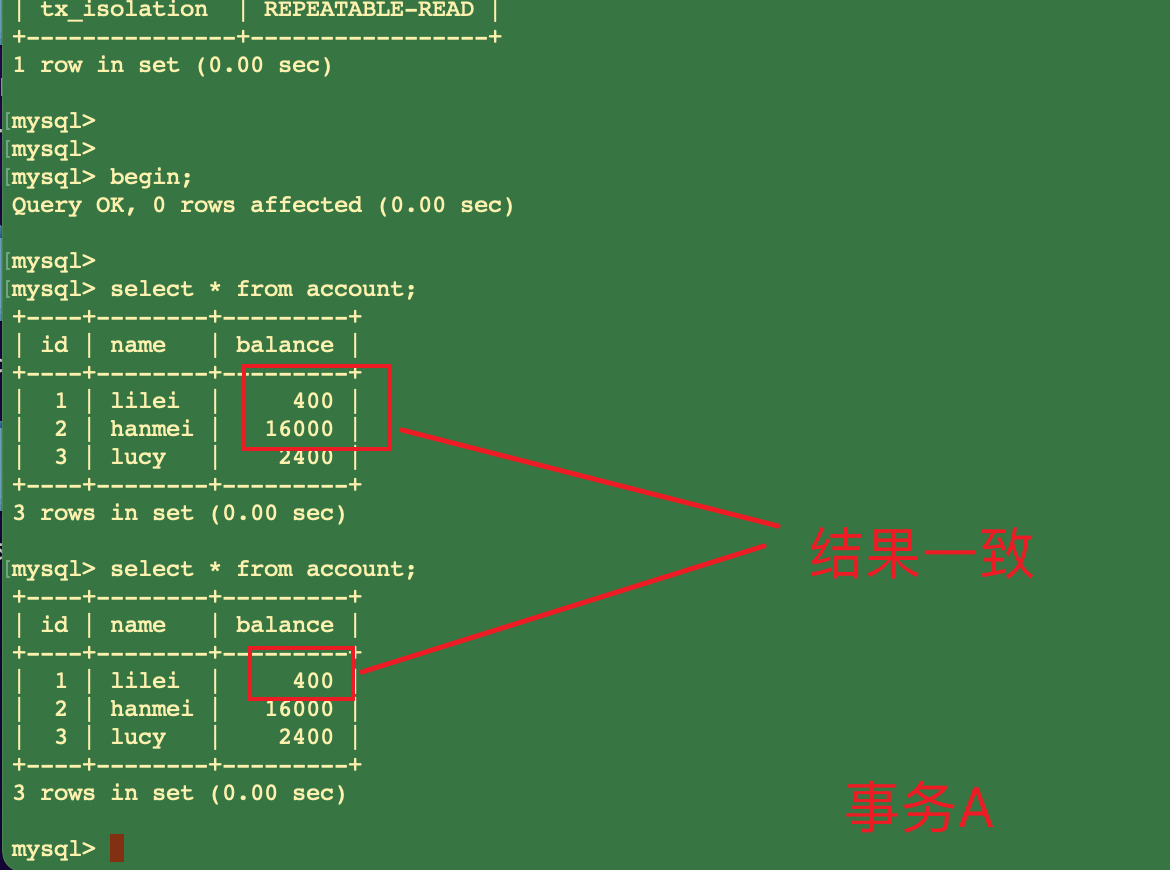 | tx_isolation  | REPEATABLE-READ |
+---------------+-----------------+
1 row in set (0.00 sec)
mysql>
mysql>
mysql> begin;
Query OK, 0 rows affected (0.00 sec)
mysql>
mysql> select * from account;
+----+--------+---------+
| id | name   | balance |
+----+--------+---------+
|  1 | lilei  |     400 |
|  2 | hanmei |   16000 |
|  3 | lucy   |    2400 |
+----+--------+---------+
3 rows in set (0.00 sec)
结果一致
mysql> select * from account;
+----+--------+---------+
| id | name   | balance |
+----+--------+---------+
|  1 | lilei  |     400 |
|  2 | hanmei |   16000 |
|  3 | lucy   |    2400 |
+----+--------+---------+
3 rows in set (0.00 sec)
事务A
mysql>